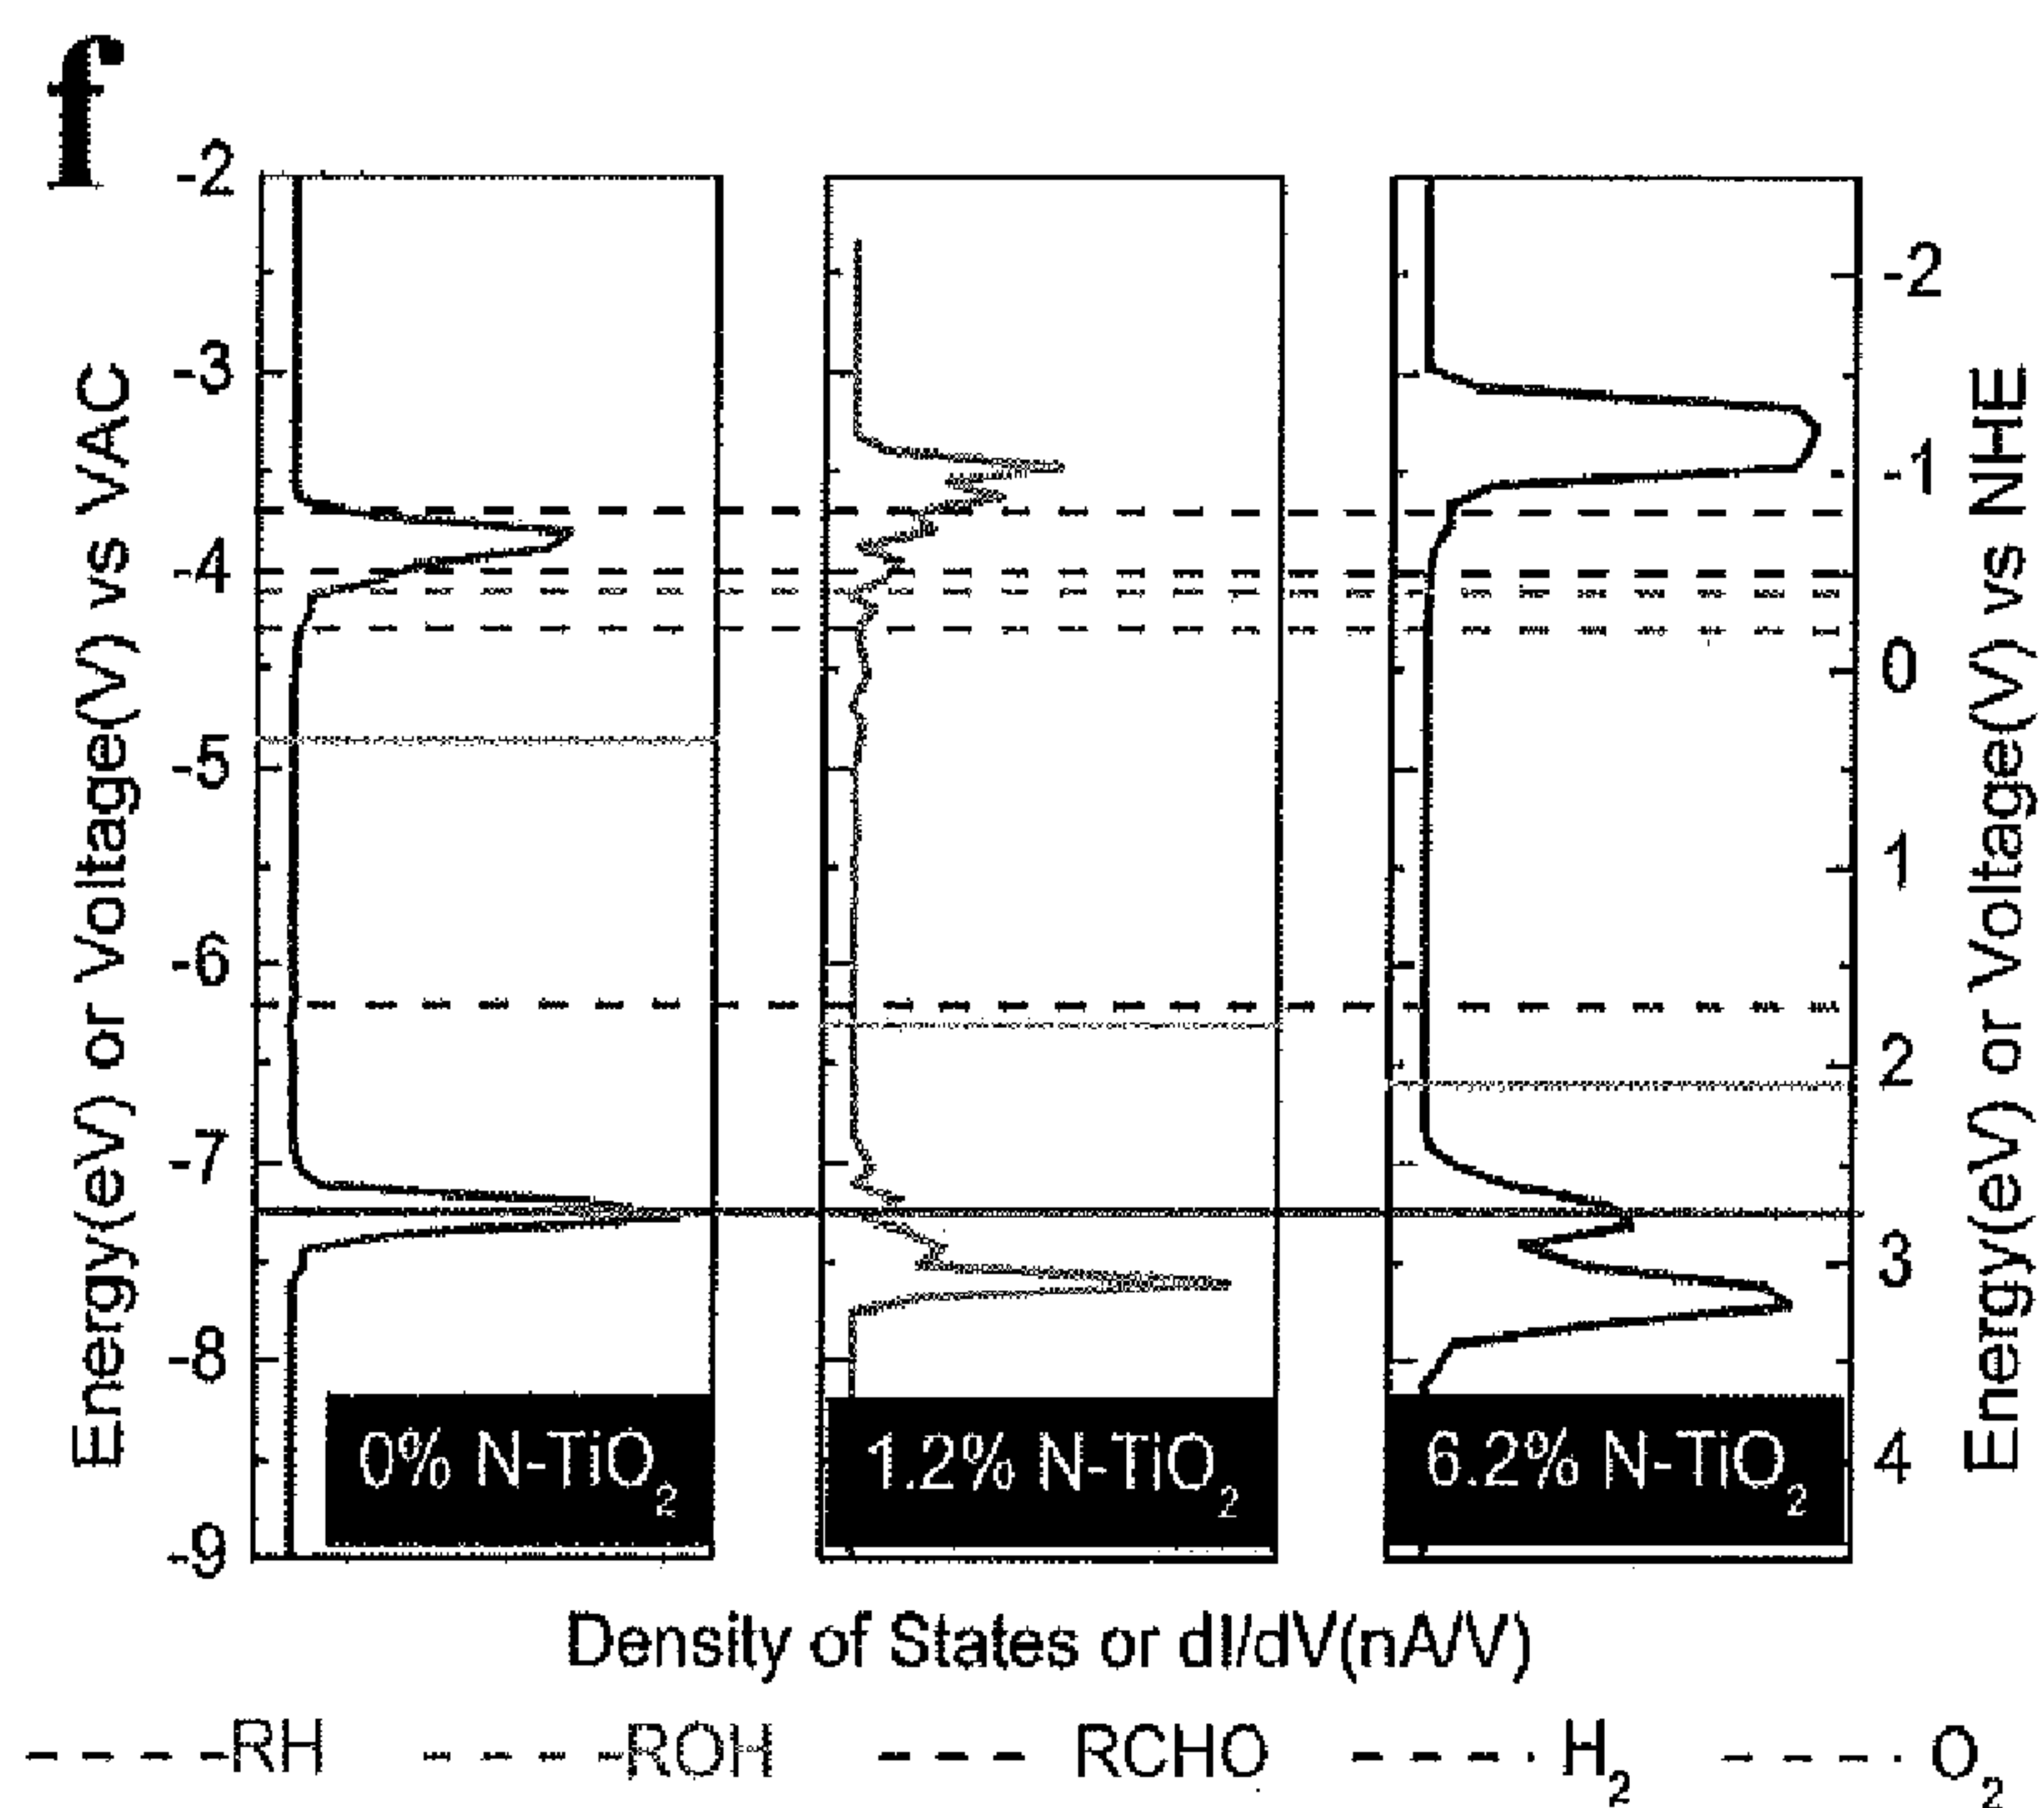 f
Energy(eV) or Voltage(V) vs VAC
-2
-3
-4
-5
-6
-7
-8
-9
0% N-TiO2
1.2% N-TiO2
6.2% N-TiO2
-2
-1
0
1
2
3
4
Energy(eV) or Voltage(V) vs NHE
Density of States or dI/dV(nA/V)
RH ROH RCHO H2 O2